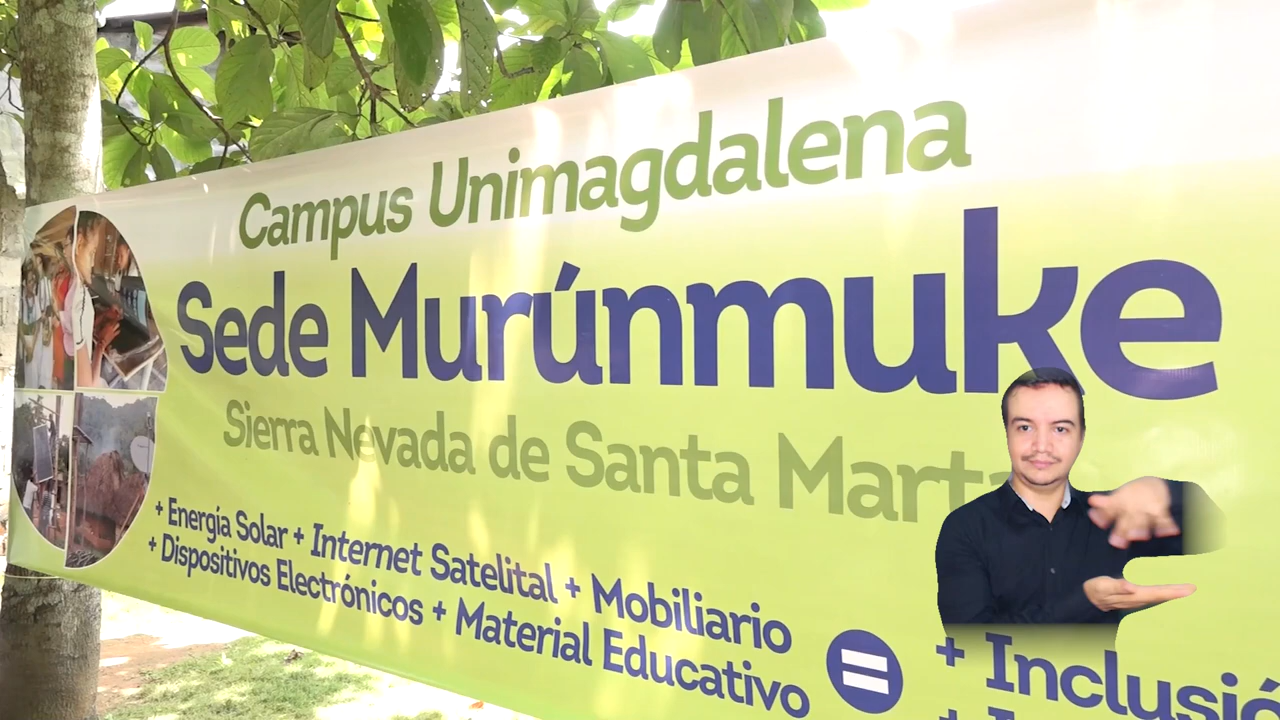 Campus Unimagdalena
Sede Murúnmuke
Sierra Nevada de Santa Marta
+ Energía Solar + Internet Satelital + Mobiliario
+ Dispositivos Electrónicos + Material Educativo
=
+ Inclusió